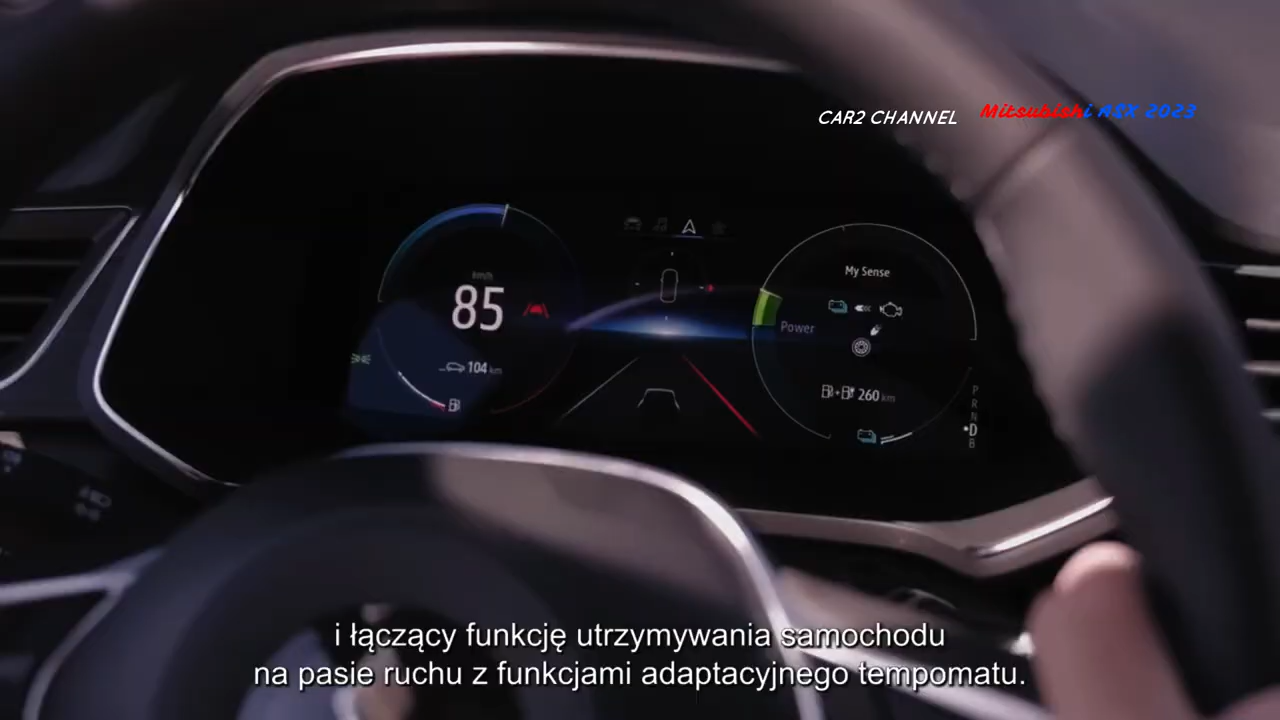 CAR2 CHANNEL
Mitsubishi ASX 2023
km/h
85
My Sense
Power
104 km
260 km
P
R
N
D
B
i łączący funkcję utrzymywania samochodu
na pasie ruchu z funkcjami adaptacyjnego tempomatu.